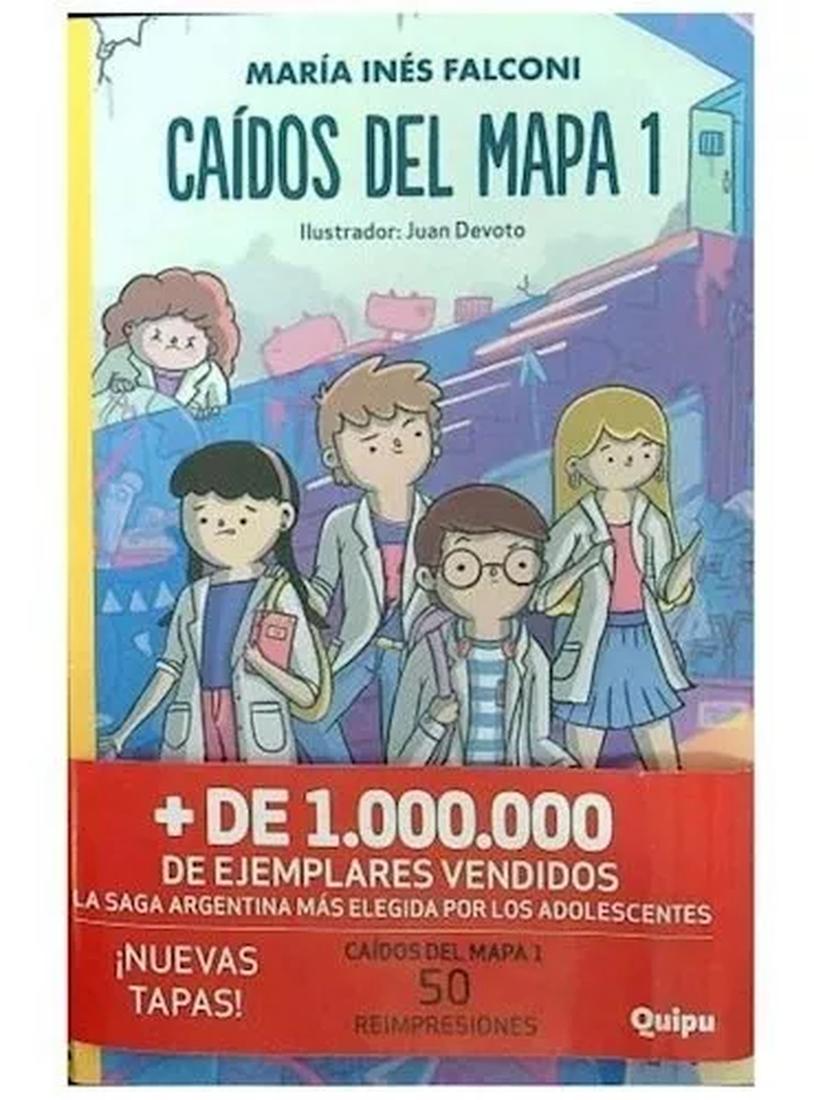 MARÍA INÉS FALCONI
CAÍDOS DEL MAPA 1
Ilustrador: Juan Devoto
+ DE 1.000.000
DE EJEMPLARES VENDIDOS
LA SAGA ARGENTINA MÁS ELEGIDA POR LOS ADOLESCENTES
¡NUEVAS
TAPAS!
CAÍDOS DEL MAPA 1
50
REIMPRESIONES
Quipu